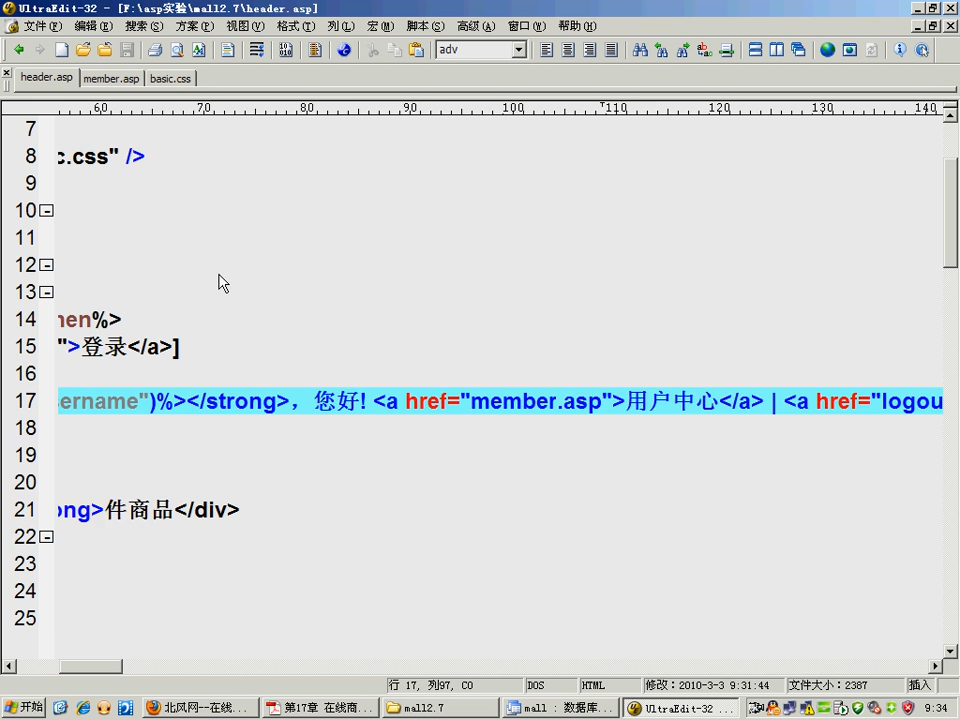 UltraEdit-32 - [F:\asp实验\mall2.7\header.asp]
文件(F) 编辑(E) 搜索(S) 方案(P) 视图(V) 格式(T) 列(L) 宏(M) 脚本(S) 高级(A) 窗口(W) 帮助(H)
adv
header.asp member.asp basic.css
60 70 80 90 100 110 120 130 140
7
8 c.css" />
9
10
11
12
13
14 hen%>
15 ">登录</a>]
16
17 sername")%></strong>，您好! <a href="member.asp">用户中心</a> | <a href="logou
18
19
20
21 ong>件商品</div>
22
23
24
25
行 17, 列97, C0 DOS HTML 修改: 2010-3-3 9:31:44 文件大小: 2387 插入
开始 北风网--在线... 第17章 在线商... mall2.7 mall : 数据库... UltraEdit-32 ... 9:34